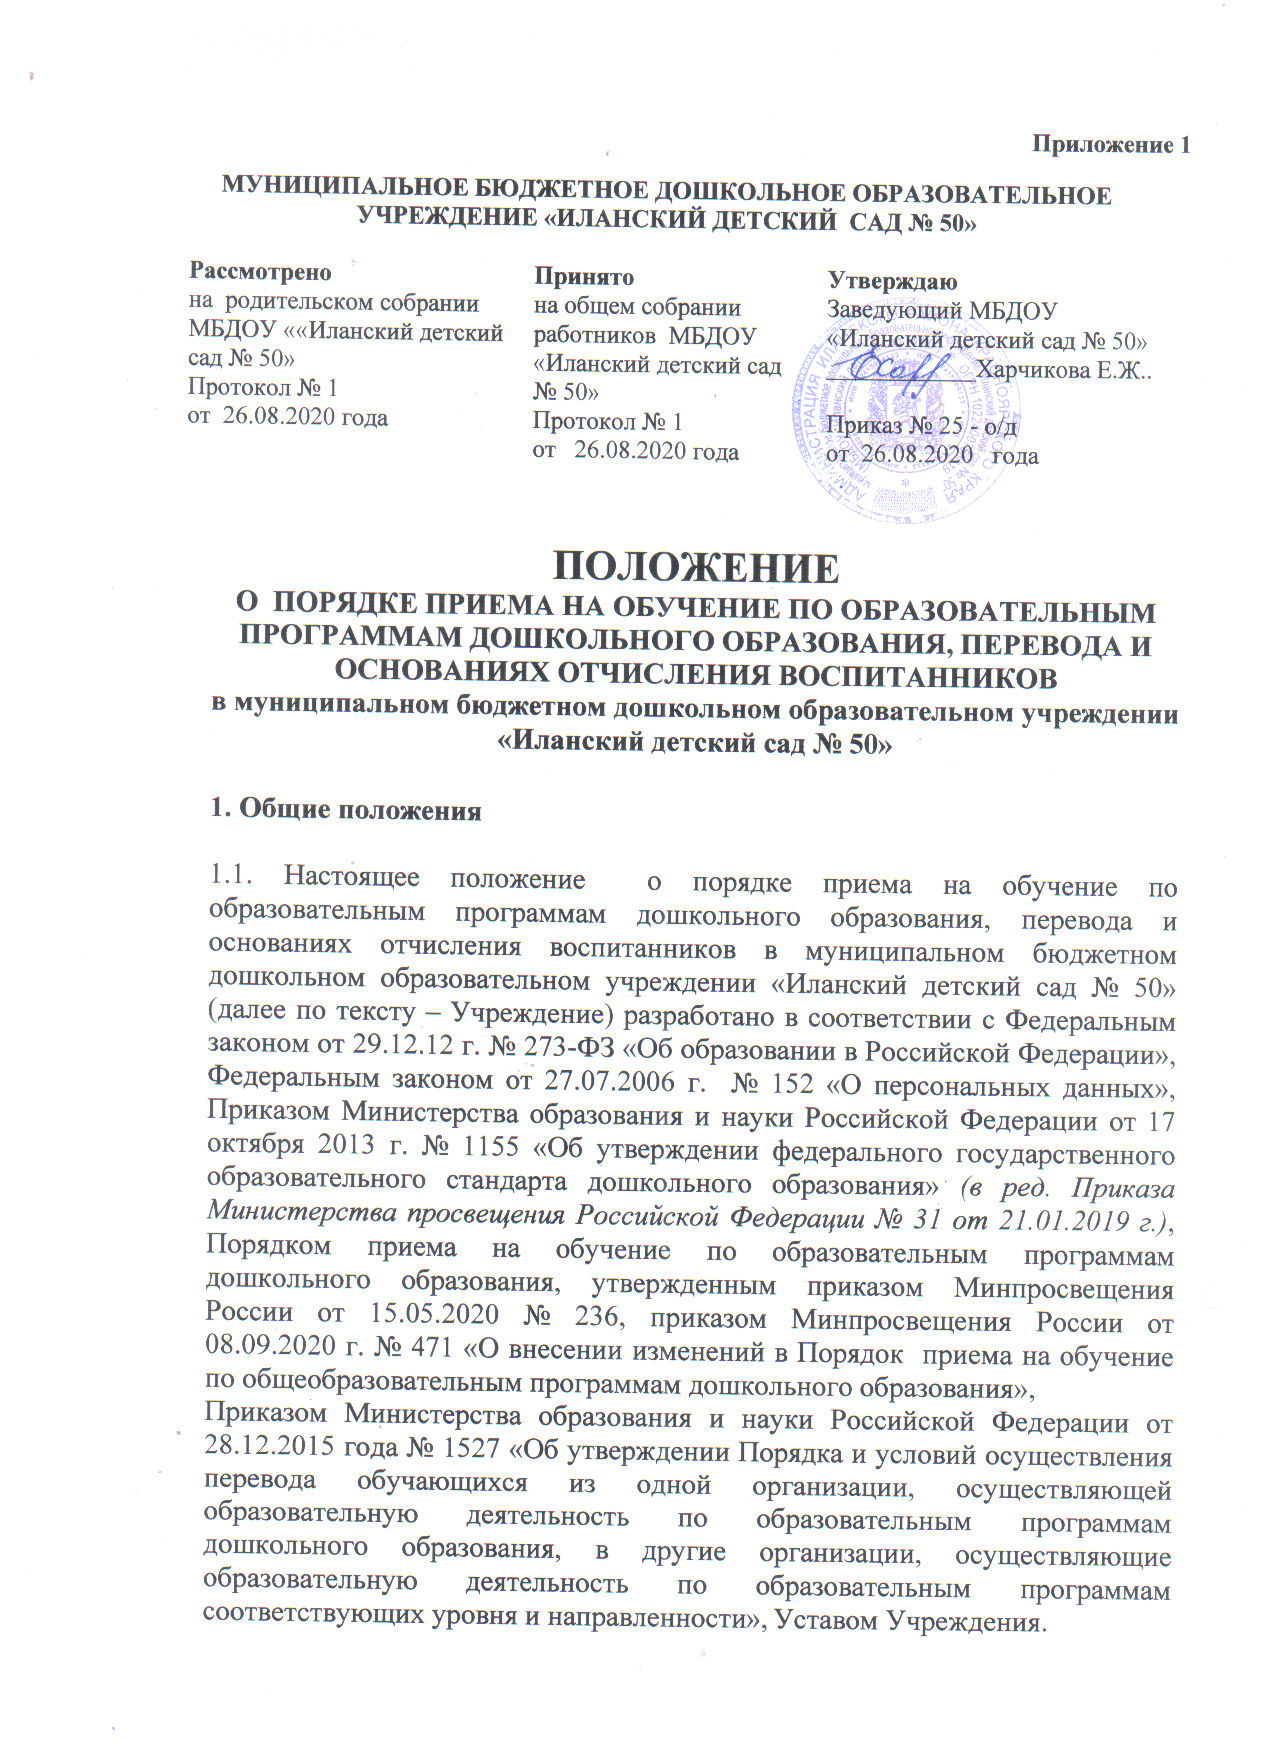 Приложение 1
МУНИЦИПАЛЬНОЕ БЮДЖЕТНОЕ ДОШКОЛЬНОЕ ОБРАЗОВАТЕЛЬНОЕ
УЧРЕЖДЕНИЕ «ИЛАНСКИЙ ДЕТСКИЙ САД № 50»
Рассмотрено
на родительском собрании
МБДОУ ««Иланский детский
сад № 50»
Протокол № 1
от 26.08.2020 года
Принято
на общем собрании
работников МБДОУ
«Иланский детский сад
№ 50»
Протокол № 1
от 26.08.2020 года
Утверждаю
Заведующий МБДОУ
«Иланский детский сад № 50»
____________Харчикова Е.Ж..
Приказ № 25 - о/д
от 26.08.2020 года
ПОЛОЖЕНИЕ
О ПОРЯДКЕ ПРИЕМА НА ОБУЧЕНИЕ ПО ОБРАЗОВАТЕЛЬНЫМ
ПРОГРАММАМ ДОШКОЛЬНОГО ОБРАЗОВАНИЯ, ПЕРЕВОДА И
ОСНОВАНИЯХ ОТЧИСЛЕНИЯ ВОСПИТАННИКОВ
в муниципальном бюджетном дошкольном образовательном учреждении
«Иланский детский сад № 50»
1. Общие положения
1.1. Настоящее положение о порядке приема на обучение по
образовательным программам дошкольного образования, перевода и
основаниях отчисления воспитанников в муниципальном бюджетном
дошкольном образовательном учреждении «Иланский детский сад № 50»
(далее по тексту – Учреждение) разработано в соответствии с Федеральным
законом от 29.12.12 г. № 273-ФЗ «Об образовании в Российской Федерации»,
Федеральным законом от 27.07.2006 г. № 152 «О персональных данных»,
Приказом Министерства образования и науки Российской Федерации от 17
октября 2013 г. № 1155 «Об утверждении федерального государственного
образовательного стандарта дошкольного образования» (в ред. Приказа
Министерства просвещения Российской Федерации № 31 от 21.01.2019 г.),
Порядком приема на обучение по образовательным программам
дошкольного образования, утвержденным приказом Минпросвещения
России от 15.05.2020 № 236, приказом Минпросвещения России от
08.09.2020 г. № 471 «О внесении изменений в Порядок приема на обучение
по общеобразовательным программам дошкольного образования»,
Приказом Министерства образования и науки Российской Федерации от
28.12.2015 года № 1527 «Об утверждении Порядка и условий осуществления
перевода обучающихся из одной организации, осуществляющей
образовательную деятельность по образовательным программам
дошкольного образования, в другие организации, осуществляющие
образовательную деятельность по образовательным программам
соответствующих уровня и направленности», Уставом Учреждения.